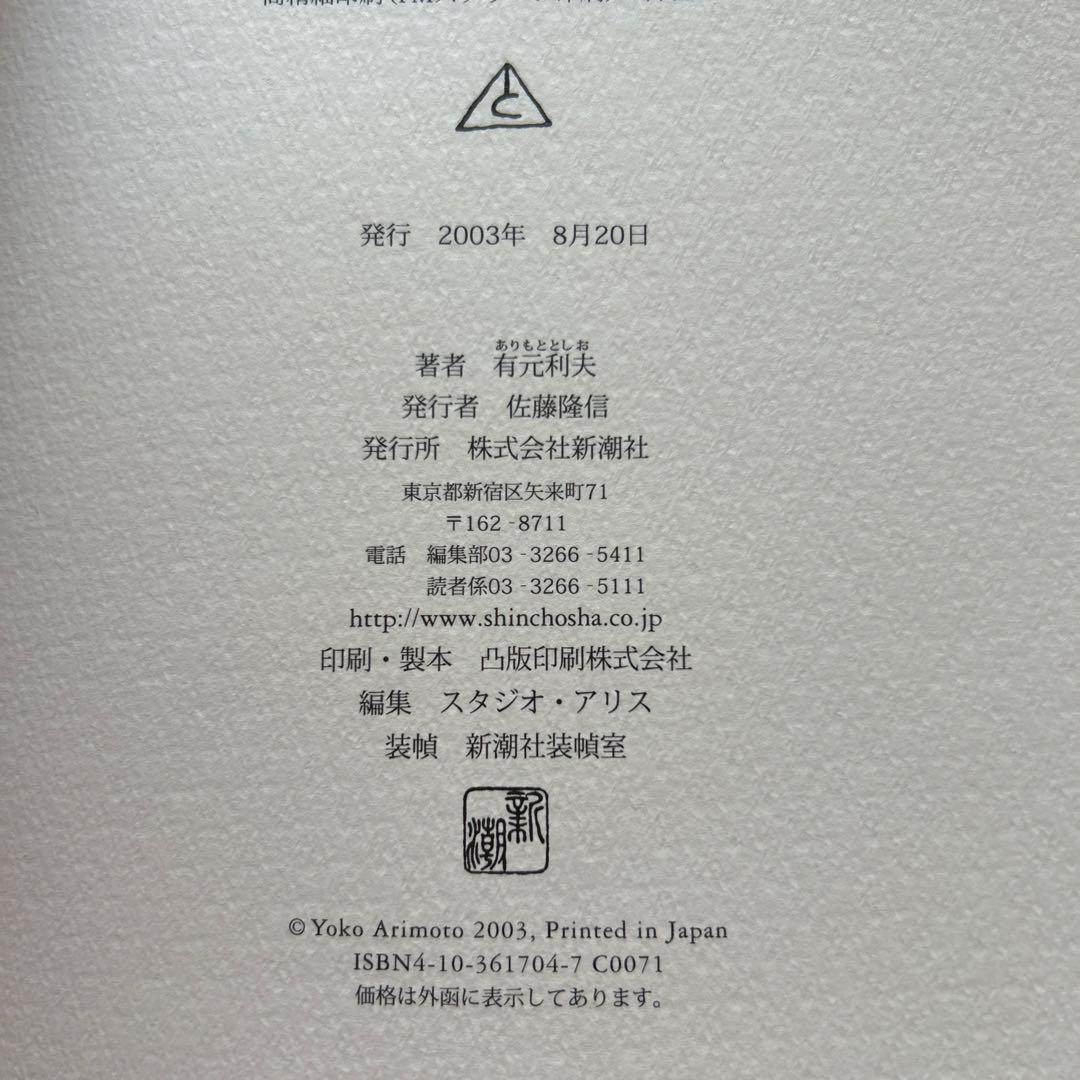 と
発行　2003年　8月20日
ありもととしお
著者　有元利夫
発行者　佐藤隆信
発行所　株式会社新潮社
東京都新宿区矢来町71
〒162-8711
電話　編集部03-3266-5411
読者係03-3266-5111
http://www.shinchosha.co.jp
印刷・製本　凸版印刷株式会社
編集　スタジオ・アリス
装幀　新潮社装幀室
新潮
© Yoko Arimoto 2003, Printed in Japan
ISBN4-10-361704-7 C0071
価格は外函に表示してあります。